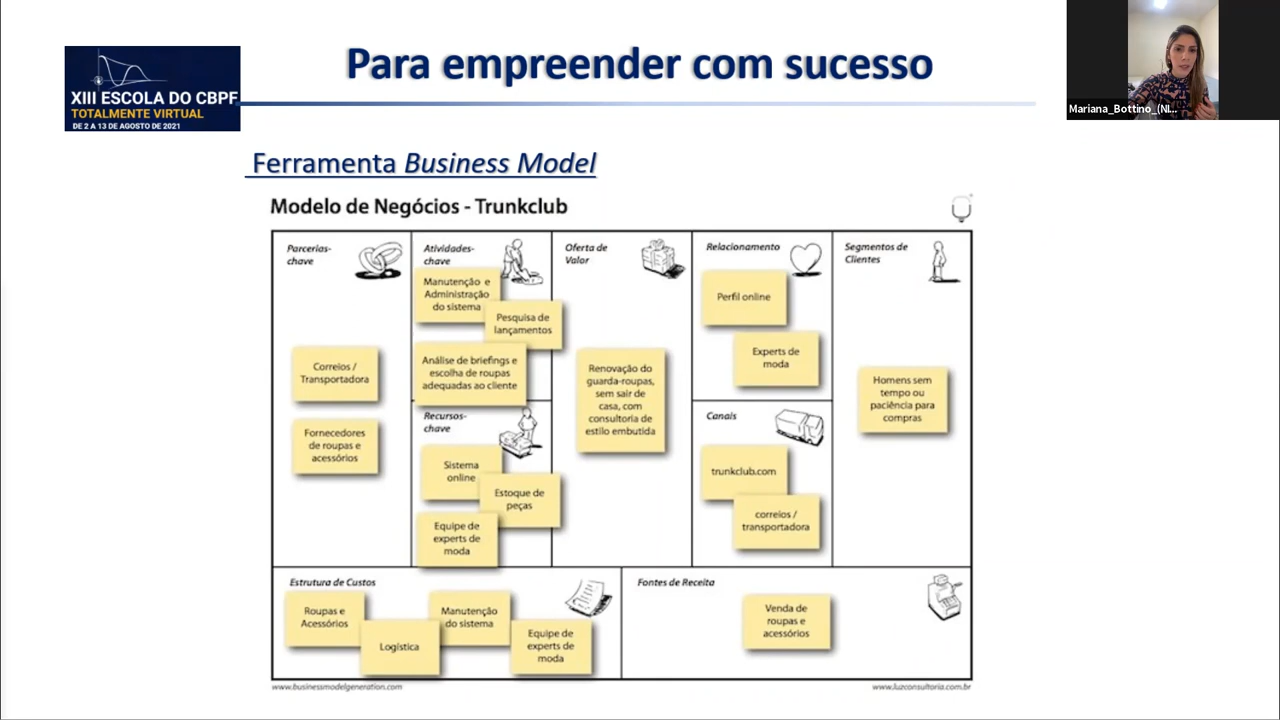 Para empreender com sucesso
XIII ESCOLA DO CBPF
TOTALMENTE VIRTUAL
DE 2 A 13 DE AGOSTO DE 2021
Mariana_Bottino_(NI...
Ferramenta Business Model
Modelo de Negócios - Trunkclub
Parcerias-
chave
Correios /
Transportadora
Fornecedores
de roupas e
acessórios
Atividades-
chave
Manutenção e
Administração
do sistema
Pesquisa de
lançamentos
Análise de briefings e
escolha de roupas
adequadas ao cliente
Recursos-
chave
Sistema
online
Estoque de
peças
Equipe de
experts de
moda
Oferta de
Valor
Renovação do
guarda-roupas,
sem sair de
casa, com
consultoria de
estilo embutida
Relacionamento
Perfil online
Experts de
moda
Canais
trunkclub.com
correios /
transportadora
Segmentos de
Clientes
Homens sem
tempo ou
paciência para
compras
Estrutura de Custos
Roupas e
Acessórios
Logística
Manutenção
do sistema
Equipe de
experts de
moda
Fontes de Receita
Venda de
roupas e
acessórios
www.businessmodelgeneration.com
www.luzconsultoria.com.br